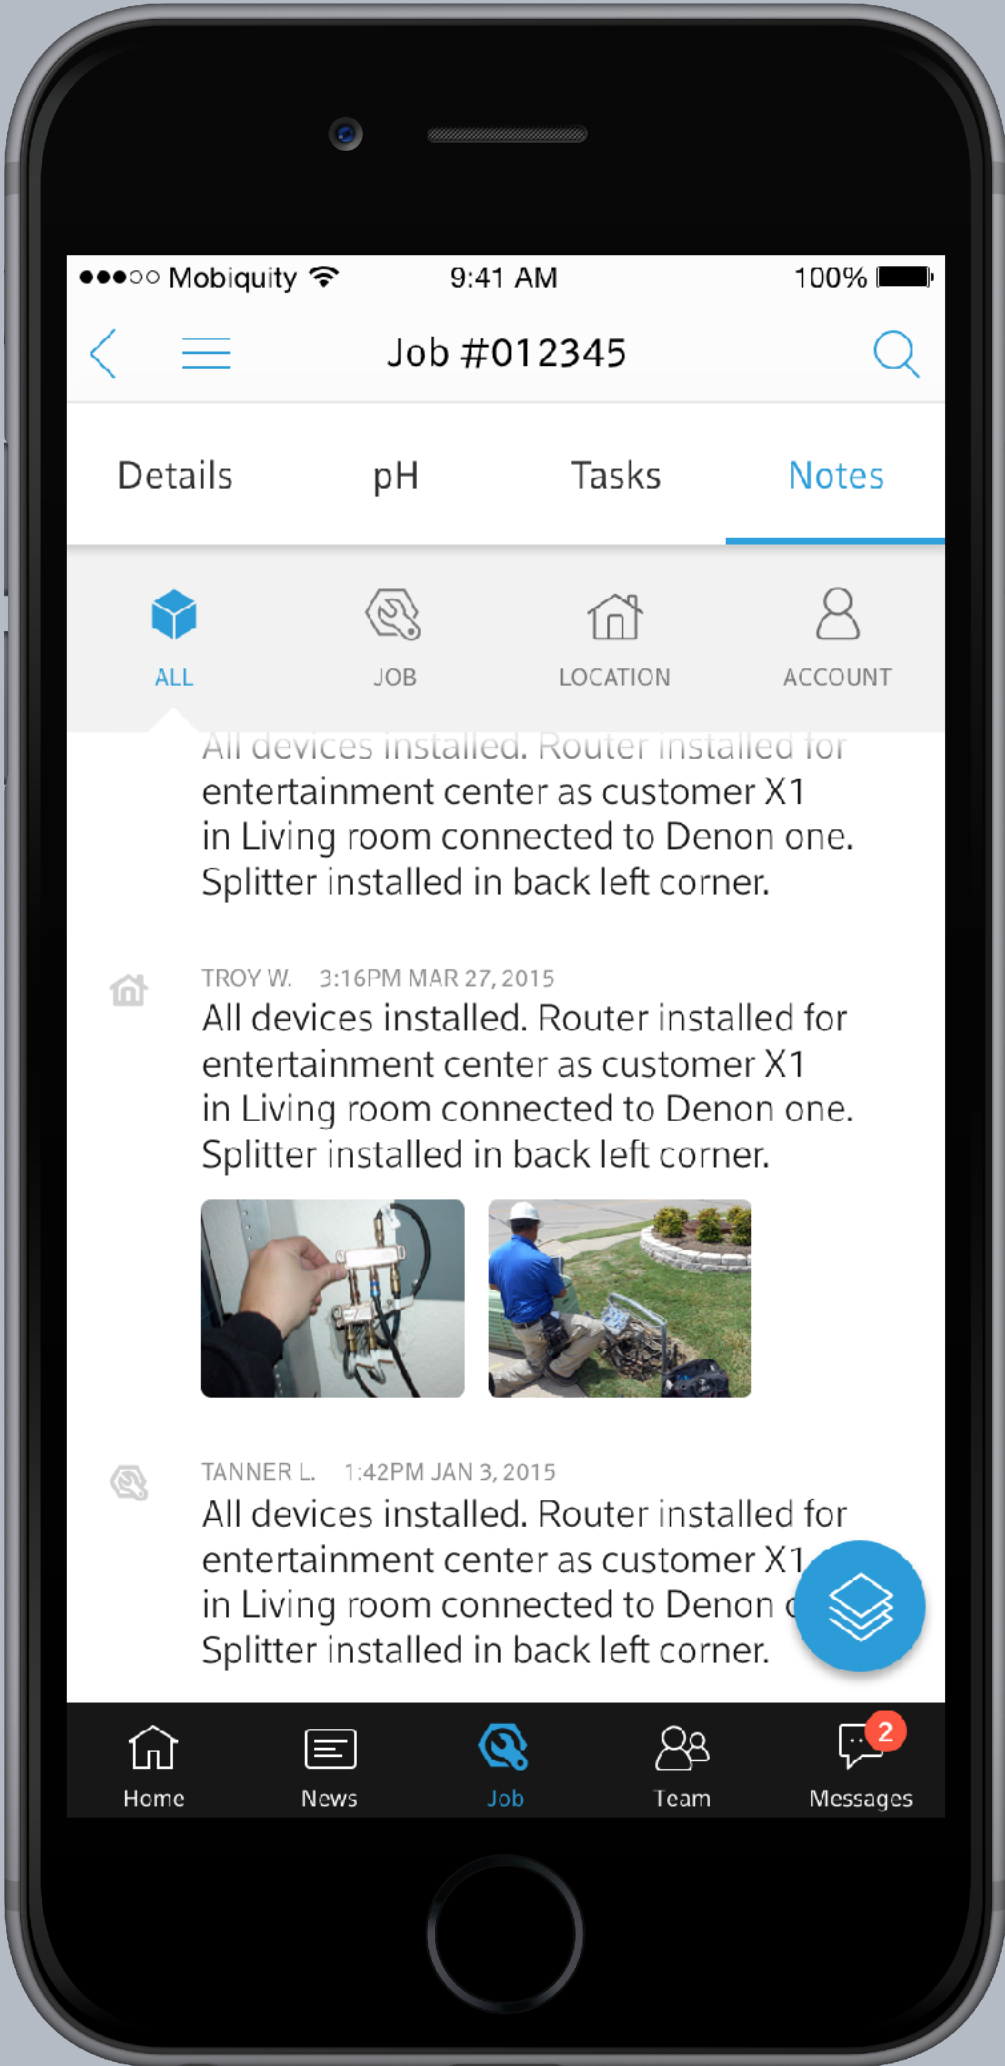 Mobiquity 9:41 AM 100%
Job #012345
Details pH Tasks Notes
ALL JOB LOCATION ACCOUNT
All devices installed. Router installed for
entertainment center as customer X1
in Living room connected to Denon one.
Splitter installed in back left corner.
TROY W. 3:16PM MAR 27, 2015
All devices installed. Router installed for
entertainment center as customer X1
in Living room connected to Denon one.
Splitter installed in back left corner.
TANNER L. 1:42PM JAN 3, 2015
All devices installed. Router installed for
entertainment center as customer X1
in Living room connected to Denon
Splitter installed in back left corner.
2
Home News Job Team Messages